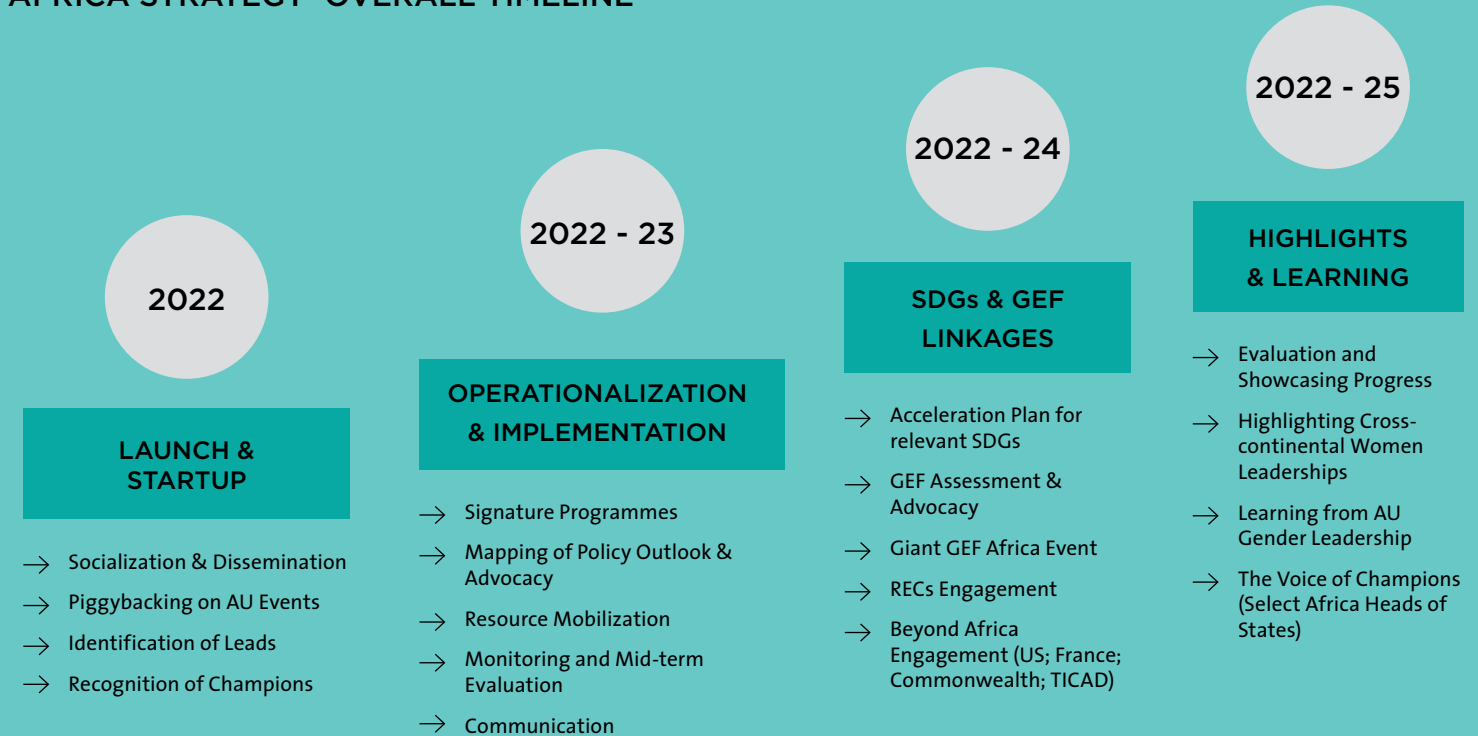 AFRICA STRATEGY OVERALL TIMELINE
2022
LAUNCH &
STARTUP
→ Socialization & Dissemination
→ Piggybacking on AU Events
→ Identification of Leads
→ Recognition of Champions
2022 - 23
OPERATIONALIZATION
& IMPLEMENTATION
→ Signature Programmes
→ Mapping of Policy Outlook &
Advocacy
→ Resource Mobilization
→ Monitoring and Mid-term
Evaluation
→ Communication
2022 - 24
SDGs & GEF
LINKAGES
→ Acceleration Plan for
relevant SDGs
→ GEF Assessment &
Advocacy
→ Giant GEF Africa Event
→ RECs Engagement
→ Beyond Africa
Engagement (US; France;
Commonwealth; TICAD)
2022 - 25
HIGHLIGHTS
& LEARNING
→ Evaluation and
Showcasing Progress
→ Highlighting Cross-
continental Women
Leaderships
→ Learning from AU
Gender Leadership
→ The Voice of Champions
(Select Africa Heads of
States)